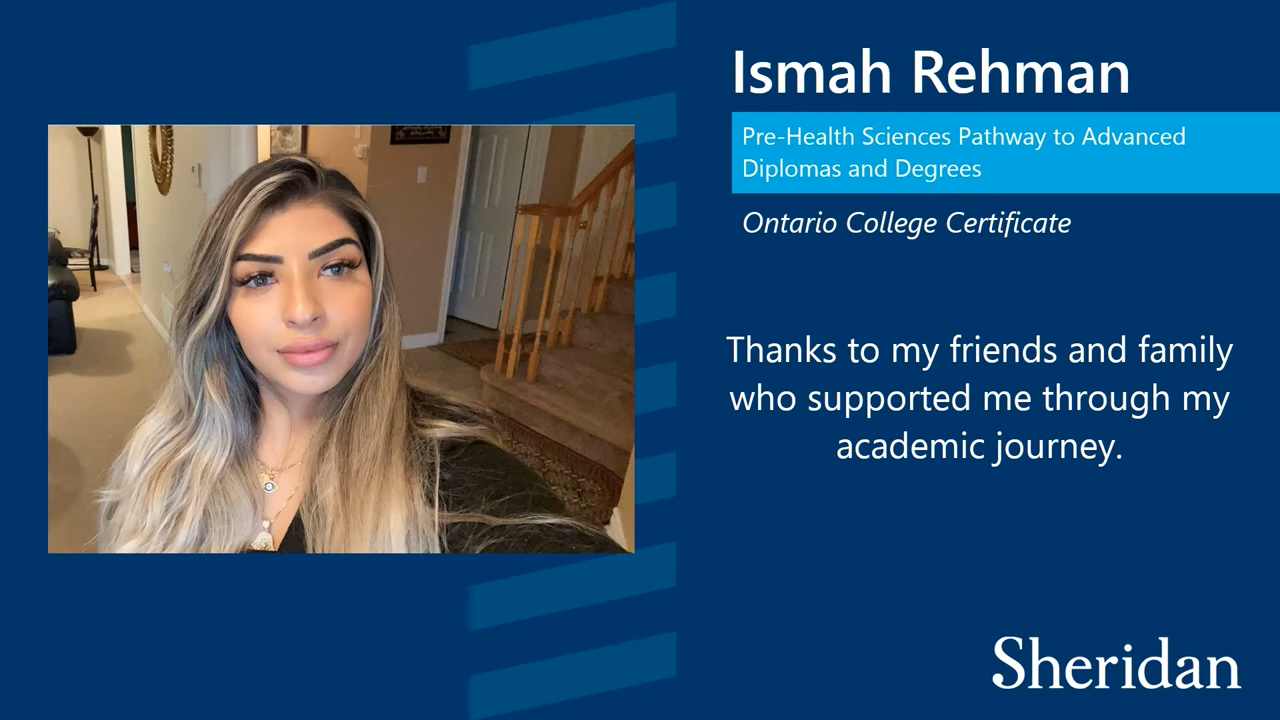 Ismah Rehman
Pre-Health Sciences Pathway to Advanced
Diplomas and Degrees
Ontario College Certificate
Thanks to my friends and family
who supported me through my
academic journey.
Sheridan